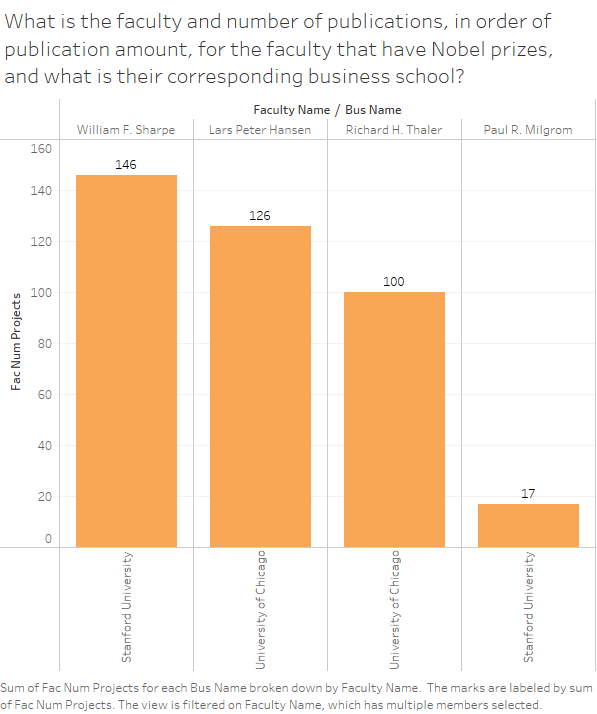 What is the faculty and number of publications, in order of
publication amount, for the faculty that have Nobel prizes,
and what is their corresponding business school?
Faculty Name / Bus Name
William F. Sharpe
Lars Peter Hansen
Richard H. Thaler
Paul R. Milgrom
160
140
120
100
80
60
40
20
0
Fac Num Projects
146
126
100
17
Stanford University
University of Chicago
University of Chicago
Stanford University
Sum of Fac Num Projects for each Bus Name broken down by Faculty Name.  The marks are labeled by sum
of Fac Num Projects. The view is filtered on Faculty Name, which has multiple members selected.